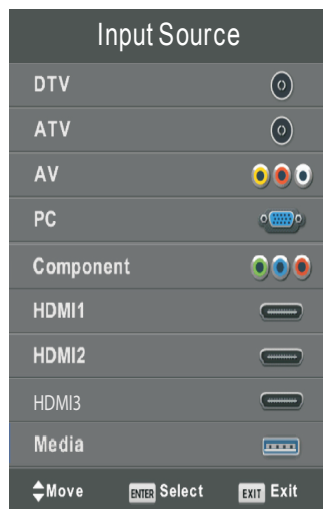 Input Source
DTV
ATV
AV
PC
Component
HDMI1
HDMI2
HDMI3
Media
Move ENTER Select EXIT Exit